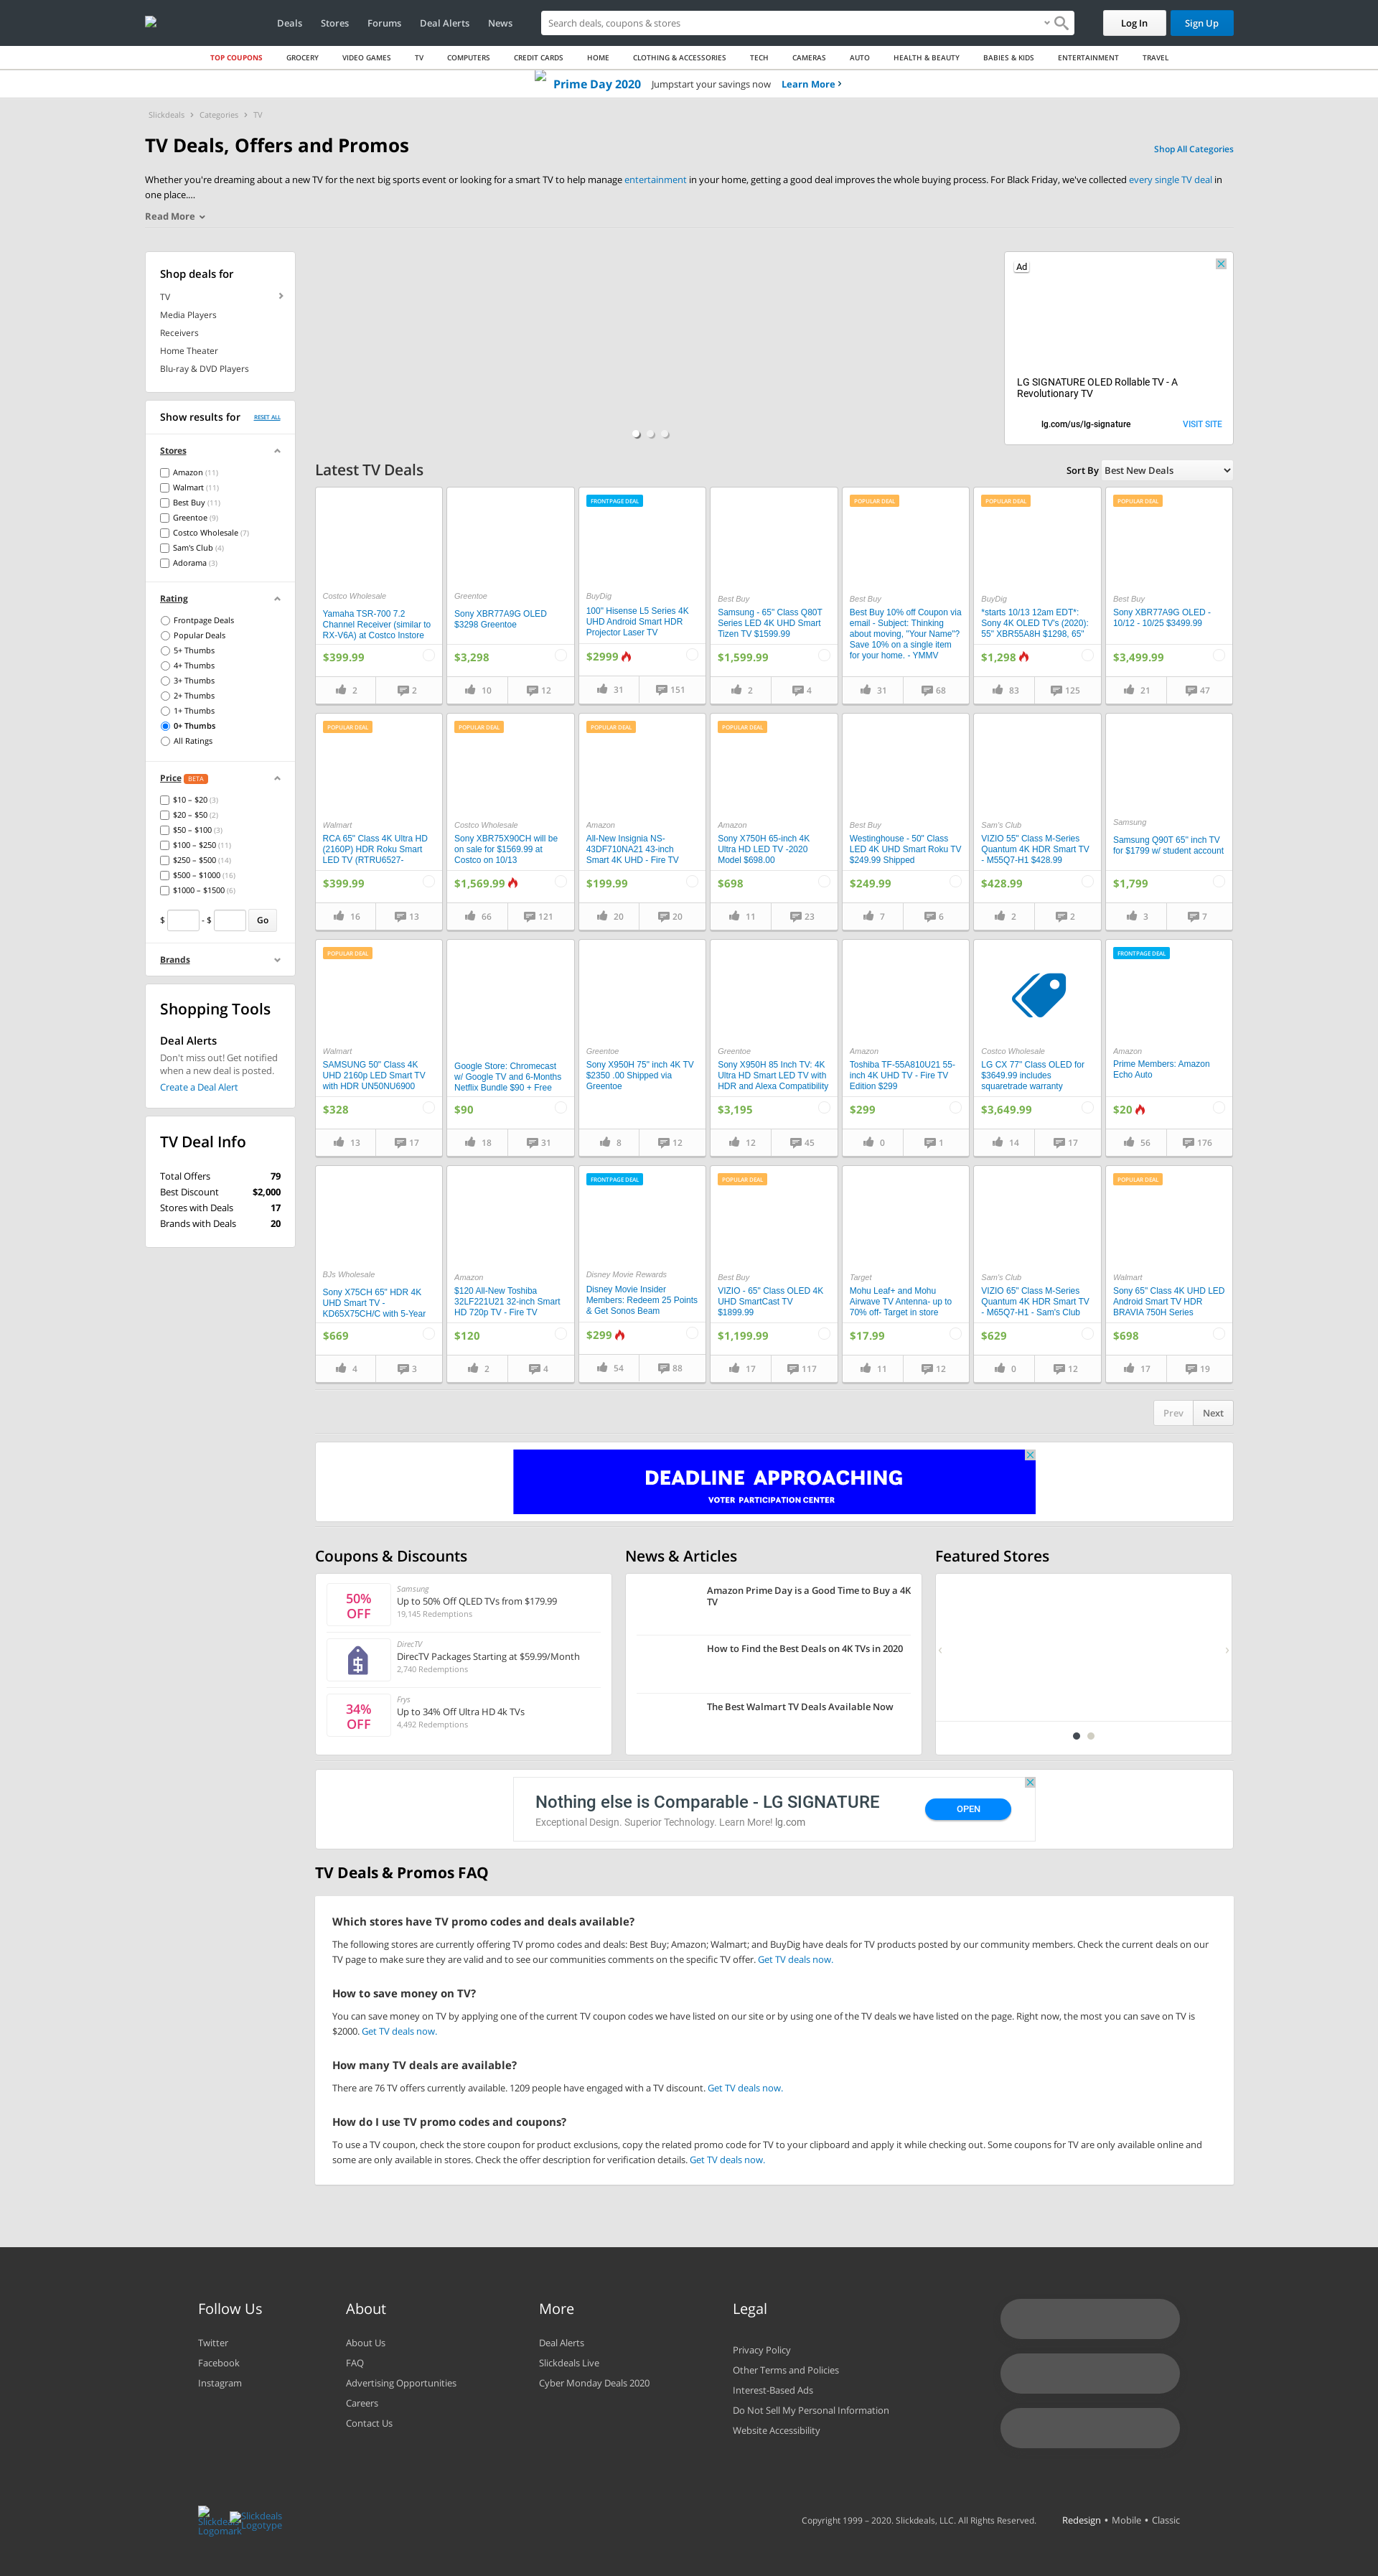 Deals Stores Forums Deal Alerts News
Search deals, coupons & stores
Log In
Sign Up
TOP COUPONS GROCERY VIDEO GAMES TV COMPUTERS CREDIT CARDS HOME CLOTHING & ACCESSORIES TECH CAMERAS AUTO HEALTH & BEAUTY BABIES & KIDS ENTERTAINMENT TRAVEL
Prime Day 2020 Jumpstart your savings now Learn More
Slickdeals > Categories > TV
TV Deals, Offers and Promos
Shop All Categories
Whether you're dreaming about a new TV for the next big sports event or looking for a smart TV to help manage entertainment in your home, getting a good deal improves the whole buying process. For Black Friday, we've collected every single TV deal in
one place....
Read More
Shop deals for
TV
Media Players
Receivers
Home Theater
Blu-ray & DVD Players
Show results for RESET ALL
Stores
Amazon (11)
Walmart (11)
Best Buy (11)
Greentoe (9)
Costco Wholesale (7)
Sam's Club (4)
Adorama (3)
Rating
Frontpage Deals
Popular Deals
5+ Thumbs
4+ Thumbs
3+ Thumbs
2+ Thumbs
1+ Thumbs
0+ Thumbs
All Ratings
Price BETA
$10 – $20 (3)
$20 – $50 (2)
$50 – $100 (3)
$100 – $250 (11)
$250 – $500 (14)
$500 – $1000 (16)
$1000 – $1500 (6)
$ - $ Go
Brands
Shopping Tools
Deal Alerts
Don't miss out! Get notified
when a new deal is posted.
Create a Deal Alert
TV Deal Info
Total Offers 79
Best Discount $2,000
Stores with Deals 17
Brands with Deals 20
Ad
LG SIGNATURE OLED Rollable TV - A
Revolutionary TV
lg.com/us/lg-signature VISIT SITE
Latest TV Deals
Sort By Best New Deals
Costco Wholesale
Yamaha TSR-700 7.2
Channel Receiver (similar to
RX-V6A) at Costco Instore
$399.99
2 2
Greentoe
Sony XBR77A9G OLED
$3298 Greentoe
$3,298
10 12
FRONTPAGE DEAL
BuyDig
100" Hisense L5 Series 4K
UHD Android Smart HDR
Projector Laser TV
$2999
31 151
Best Buy
Samsung - 65" Class Q80T
Series LED 4K UHD Smart
Tizen TV $1599.99
$1,599.99
2 4
POPULAR DEAL
Best Buy
Best Buy 10% off Coupon via
email - Subject: Thinking
about moving, "Your Name"?
Save 10% on a single item
for your home. - YMMV
31 68
POPULAR DEAL
BuyDig
*starts 10/13 12am EDT*:
Sony 4K OLED TV's (2020):
55" XBR55A8H $1298, 65"
$1,298
83 125
POPULAR DEAL
Best Buy
Sony XBR77A9G OLED -
10/12 - 10/25 $3499.99
$3,499.99
21 47
POPULAR DEAL
Walmart
RCA 65" Class 4K Ultra HD
(2160P) HDR Roku Smart
LED TV (RTRU6527-
$399.99
16 13
POPULAR DEAL
Costco Wholesale
Sony XBR75X90CH will be
on sale for $1569.99 at
Costco on 10/13
$1,569.99
66 121
POPULAR DEAL
Amazon
All-New Insignia NS-
43DF710NA21 43-inch
Smart 4K UHD - Fire TV
$199.99
20 20
POPULAR DEAL
Amazon
Sony X750H 65-inch 4K
Ultra HD LED TV -2020
Model $698.00
$698
11 23
Best Buy
Westinghouse - 50" Class
LED 4K UHD Smart Roku TV
$249.99 Shipped
$249.99
7 6
Sam's Club
VIZIO 55" Class M-Series
Quantum 4K HDR Smart TV
- M55Q7-H1 $428.99
$428.99
2 2
Samsung
Samsung Q90T 65" inch TV
for $1799 w/ student account
$1,799
3 7
POPULAR DEAL
Walmart
SAMSUNG 50" Class 4K
UHD 2160p LED Smart TV
with HDR UN50NU6900
$328
13 17
Google Store: Chromecast
w/ Google TV and 6-Months
Netflix Bundle $90 + Free
$90
18 31
Greentoe
Sony X950H 75" inch 4K TV
$2350 .00 Shipped via
Greentoe
8 12
Greentoe
Sony X950H 85 Inch TV: 4K
Ultra HD Smart LED TV with
HDR and Alexa Compatibility
$3,195
12 45
Amazon
Toshiba TF-55A810U21 55-
inch 4K UHD TV - Fire TV
Edition $299
$299
0 1
Costco Wholesale
LG CX 77" Class OLED for
$3649.99 includes
squaretrade warranty
$3,649.99
14 17
FRONTPAGE DEAL
Amazon
Prime Members: Amazon
Echo Auto
$20
56 176
BJs Wholesale
Sony X75CH 65" HDR 4K
UHD Smart TV -
KD65X75CH/C with 5-Year
$669
4 3
Amazon
$120 All-New Toshiba
32LF221U21 32-inch Smart
HD 720p TV - Fire TV
$120
2 4
FRONTPAGE DEAL
Disney Movie Rewards
Disney Movie Insider
Members: Redeem 25 Points
& Get Sonos Beam
$299
54 88
POPULAR DEAL
Best Buy
VIZIO - 65" Class OLED 4K
UHD SmartCast TV
$1899.99
$1,199.99
17 117
Target
Mohu Leaf+ and Mohu
Airwave TV Antenna- up to
70% off- Target in store
$17.99
11 12
Sam's Club
VIZIO 65" Class M-Series
Quantum 4K HDR Smart TV
- M65Q7-H1 - Sam's Club
$629
0 12
POPULAR DEAL
Walmart
Sony 65" Class 4K UHD LED
Android Smart TV HDR
BRAVIA 750H Series
$698
17 19
Prev Next
DEADLINE APPROACHING
VOTER PARTICIPATION CENTER
Coupons & Discounts
50%
OFF
Samsung
Up to 50% Off QLED TVs from $179.99
19,145 Redemptions
DirecTV
DirecTV Packages Starting at $59.99/Month
2,740 Redemptions
34%
OFF
Frys
Up to 34% Off Ultra HD 4k TVs
4,492 Redemptions
News & Articles
Amazon Prime Day is a Good Time to Buy a 4K
TV
How to Find the Best Deals on 4K TVs in 2020
The Best Walmart TV Deals Available Now
Featured Stores
Nothing else is Comparable - LG SIGNATURE
Exceptional Design. Superior Technology. Learn More! lg.com
OPEN
TV Deals & Promos FAQ
Which stores have TV promo codes and deals available?
The following stores are currently offering TV promo codes and deals: Best Buy; Amazon; Walmart; and BuyDig have deals for TV products posted by our community members. Check the current deals on our
TV page to make sure they are valid and to see our communities comments on the specific TV offer. Get TV deals now.
How to save money on TV?
You can save money on TV by applying one of the current TV coupon codes we have listed on our site or by using one of the TV deals we have listed on the page. Right now, the most you can save on TV is
$2000. Get TV deals now.
How many TV deals are available?
There are 76 TV offers currently available. 1209 people have engaged with a TV discount. Get TV deals now.
How do I use TV promo codes and coupons?
To use a TV coupon, check the store coupon for product exclusions, copy the related promo code for TV to your clipboard and apply it while checking out. Some coupons for TV are only available online and
some are only available in stores. Check the offer description for verification details. Get TV deals now.
Follow Us
Twitter
Facebook
Instagram
About
About Us
FAQ
Advertising Opportunities
Careers
Contact Us
More
Deal Alerts
Slickdeals Live
Cyber Monday Deals 2020
Legal
Privacy Policy
Other Terms and Policies
Interest-Based Ads
Do Not Sell My Personal Information
Website Accessibility
Slickdeals
Logomark
Slickdeals
Logotype
Copyright 1999 – 2020. Slickdeals, LLC. All Rights Reserved.
Redesign • Mobile • Classic